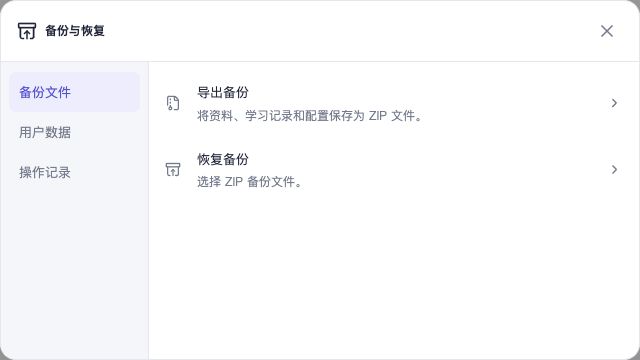 备份与恢复
备份文件
用户数据
操作记录
导出备份
将资料、学习记录和配置保存为 ZIP 文件。
恢复备份
选择 ZIP 备份文件。